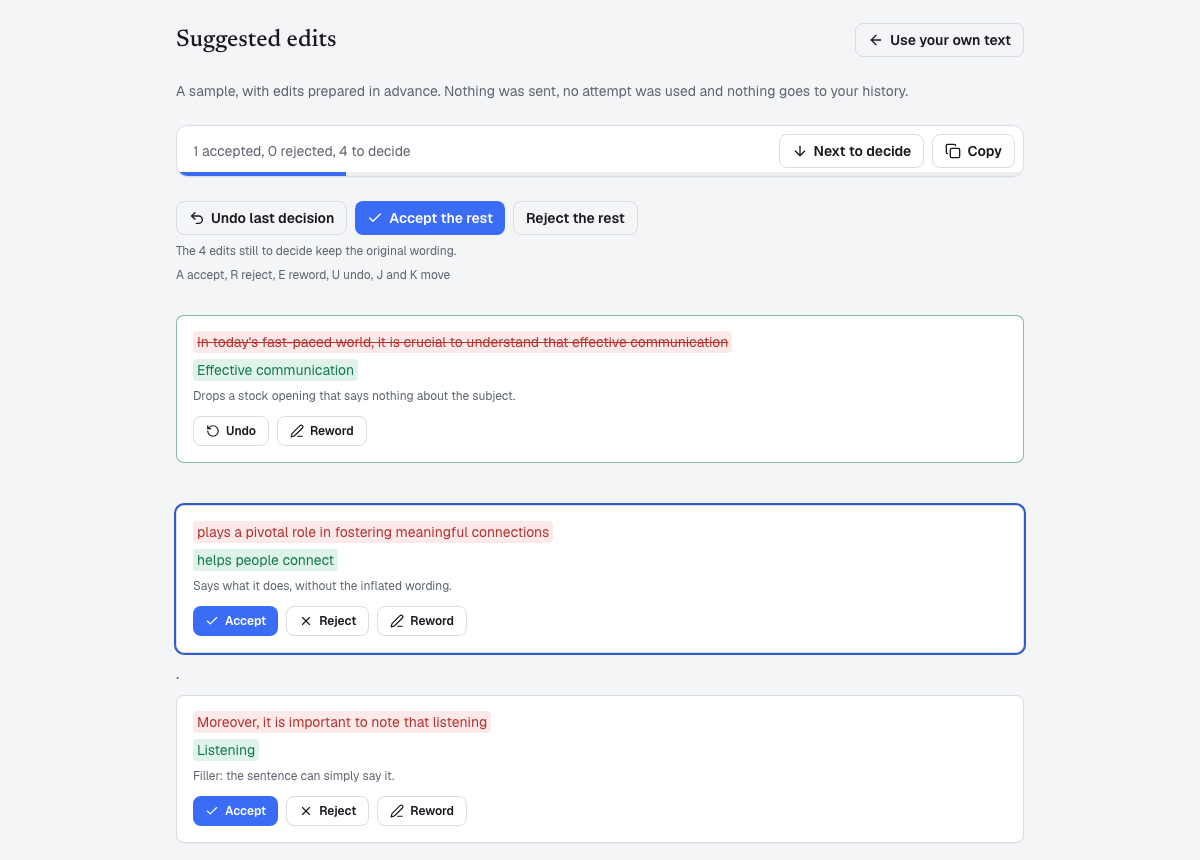 Suggested edits
Use your own text
A sample, with edits prepared in advance. Nothing was sent, no attempt was used and nothing goes to your history.
1 accepted, 0 rejected, 4 to decide
Next to decide
Copy
Undo last decision
Accept the rest
Reject the rest
The 4 edits still to decide keep the original wording.
A accept, R reject, E reword, U undo, J and K move
In today's fast-paced world, it is crucial to understand that effective communication
Effective communication
Drops a stock opening that says nothing about the subject.
Undo
Reword
plays a pivotal role in fostering meaningful connections
helps people connect
Says what it does, without the inflated wording.
Accept
Reject
Reword
.
Moreover, it is important to note that listening
Listening
Filler: the sentence can simply say it.
Accept
Reject
Reword